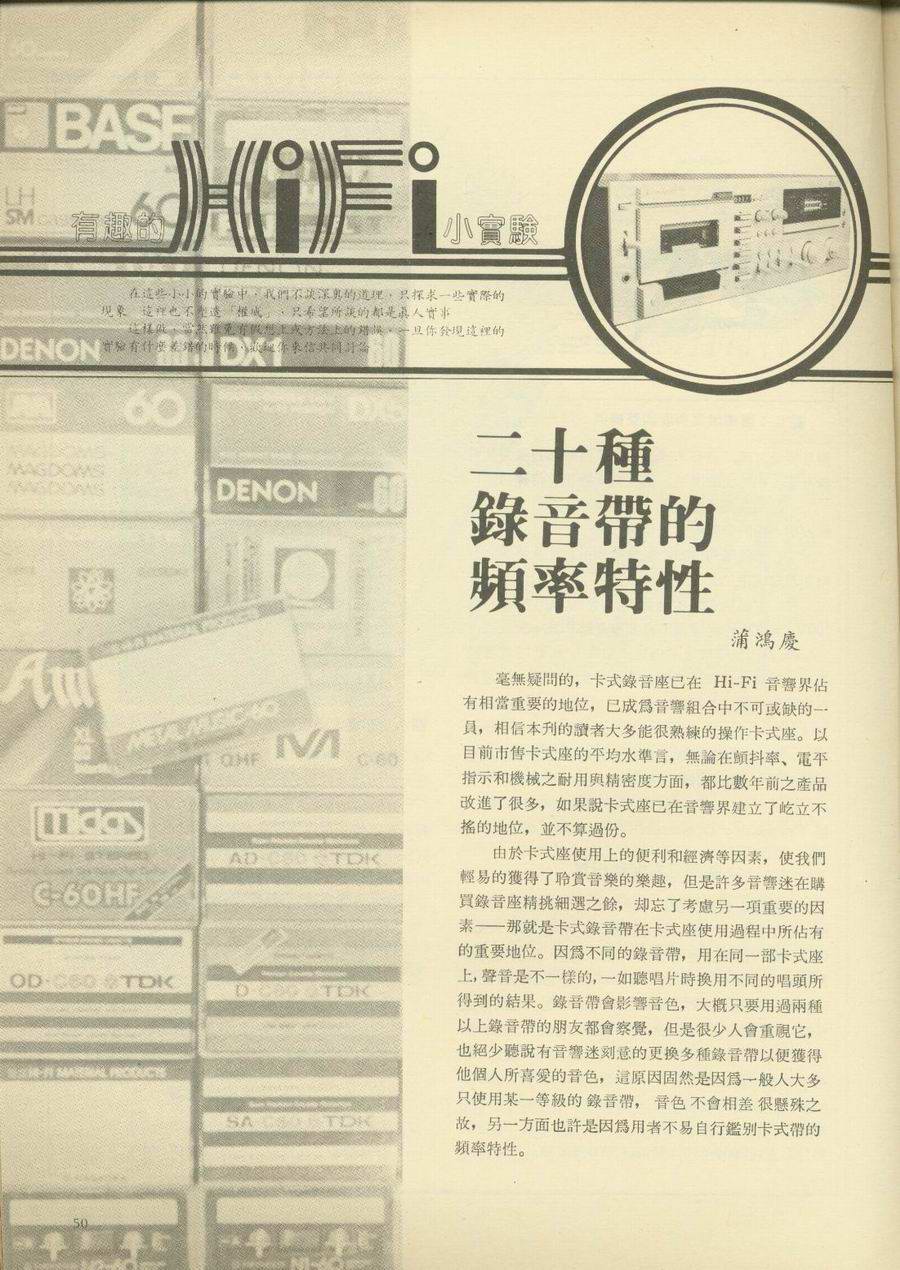 BASF
LH
SM
60
有趣的 HiFi 小實驗
在這些小小的實驗中，我們不談深奧的道理，只探求一些實際的
現象，這裡也不塑造「權威」，只希望所談的都是真人實事
這樣做，當然難免有假想上或方法上的錯誤，一旦你發現這裡的
實驗有什麼差錯的時候，歡迎你來信共同討論
DENON
DX1
60
60
DX5
MAGDOMS
MAGDOMS
MAGDOMS
DENON
60
二十種
錄音帶的
頻率特性
蒲鴻慶
毫無疑問的，卡式錄音座已在 Hi-Fi 音響界佔
有相當重要的地位，已成爲音響組合中不可或缺的一
員，相信本刊的讀者大多能很熟練的操作卡式座。以
目前市售卡式座的平均水準言，無論在顫抖率、電平
指示和機械之耐用與精密度方面，都比數年前之產品
改進了很多，如果說卡式座已在音響界建立了屹立不
搖的地位，並不算過份。
由於卡式座使用上的便利和經濟等因素，使我們
輕易的獲得了聆賞音樂的樂趣，但是許多音響迷在購
買錄音座精挑細選之餘，却忘了考慮另一項重要的因
素——那就是卡式錄音帶在卡式座使用過程中所佔有
的重要地位。因爲不同的錄音帶，用在同一部卡式座
上，聲音是不一樣的，一如聽唱片時換用不同的唱頭所
得到的結果。錄音帶會影響音色，大概只要用過兩種
以上錄音帶的朋友都會察覺，但是很少人會重視它，
也絕少聽說有音響迷刻意的更換多種錄音帶以便獲得
他個人所喜愛的音色，這原因固然是因爲一般人大多
只使用某一等級的錄音帶，音色不會相差很懸殊之
故，另一方面也許是因爲用者不易自行鑑別卡式帶的
頻率特性。
METAL MUSIC 60
QHF
C-60
HI-FI STEREO
C-60HF
AD-C60 TDK
OD-C60 TDK
D-C90 TDK
MATERIAL PRODUCTS
SA-C60 TDK
N1-60
50